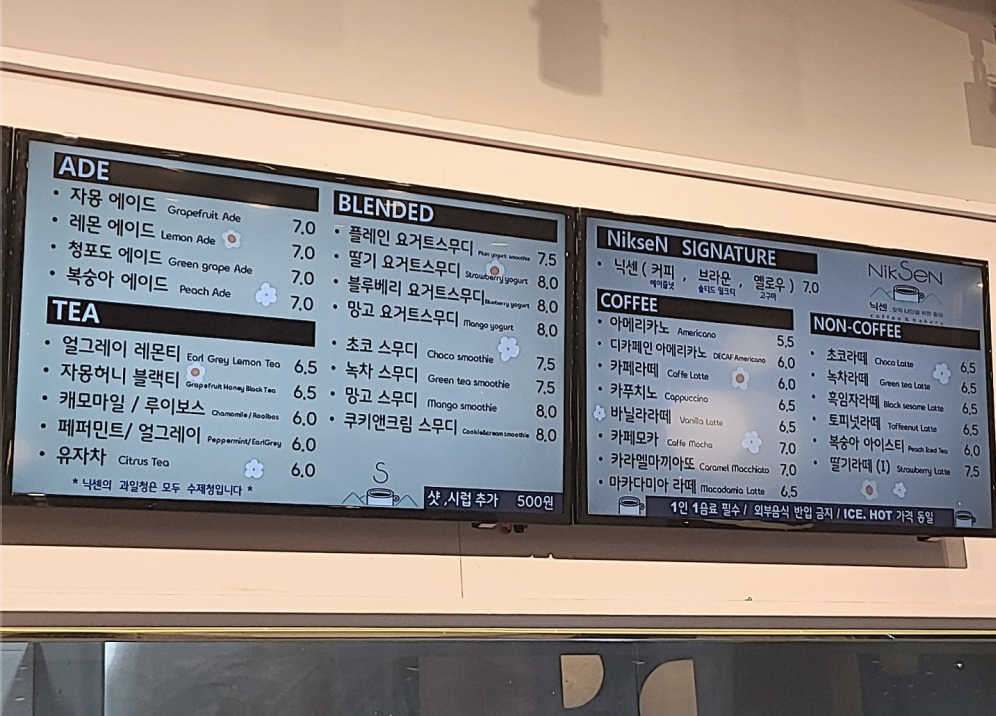 ADE
• 자몽 에이드 Grapefruit Ade 7.0
• 레몬 에이드 Lemon Ade 7.0
• 청포도 에이드 Green grape Ade 7.0
• 복숭아 에이드 Peach Ade 7.0
TEA
• 얼그레이 레몬티 Earl Grey Lemon Tea 6.5
• 자몽허니 블랙티 Grapefruit Honey Black Tea 6.5
• 캐모마일 / 루이보스 Chamomile / Rooibos 6.0
• 페퍼민트/ 얼그레이 Peppermint/ EarlGrey 6.0
• 유자차 Citrus Tea 6.0
* 닉센의 과일청은 모두 수제청입니다 *
BLENDED
• 플레인 요거트스무디 Plan yogurt smoothie 7,5
• 딸기 요거트스무디 Strawberry yogurt 8,0
• 블루베리 요거트스무디 Blueberry yogurt 8,0
• 망고 요거트스무디 Mango yogurt 8,0
• 초코 스무디 Choco smoothie 7,5
• 녹차 스무디 Green tea smoothie 7,5
• 망고 스무디 Mango smoothie 8,0
• 쿠키앤크림 스무디 Cookie&cream smoothie 8,0
S
샷 ,시럽 추가 500원
NikseN SIGNATURE
• 닉센 ( 커피 , 브라운 , 옐로우 ) 7,0
헤이즐넛 솔티드 밀크티 고구마
NikSeN
닉센
coffee & bakery
COFFEE
• 아메리카노 Americano 5,5
• 디카페인 아메리카노 DECAF Americano 6,0
• 카페라떼 Caffe Latte 6,0
• 카푸치노 Cappuccino 6,5
• 바닐라라떼 Vanilla Latte 6,5
• 카페모카 Caffe Mocha 7,0
• 카라멜마끼아또 Caramel Macchiato 7,0
• 마카다미아 라떼 Macadamia Latte 6,5
NON-COFFEE
• 초코라떼 Choco Latte 6,5
• 녹차라떼 Green tea Latte 6,5
• 흑임자라떼 Black sesame Latte 6,5
• 토피넛라떼 Toffeenut Latte 6,5
• 복숭아 아이스티 Peach Iced Tea 6,0
• 딸기라떼 (I) Strawberry Latte 7,5
1인 1음료 필수 / 외부음식 반입 금지 / ICE. HOT 가격 동일